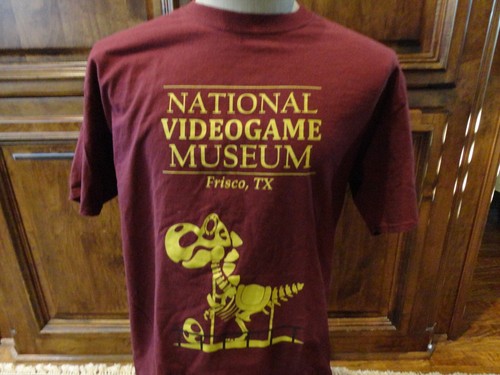 NATIONAL
VIDEOGAME
MUSEUM
Frisco, TX